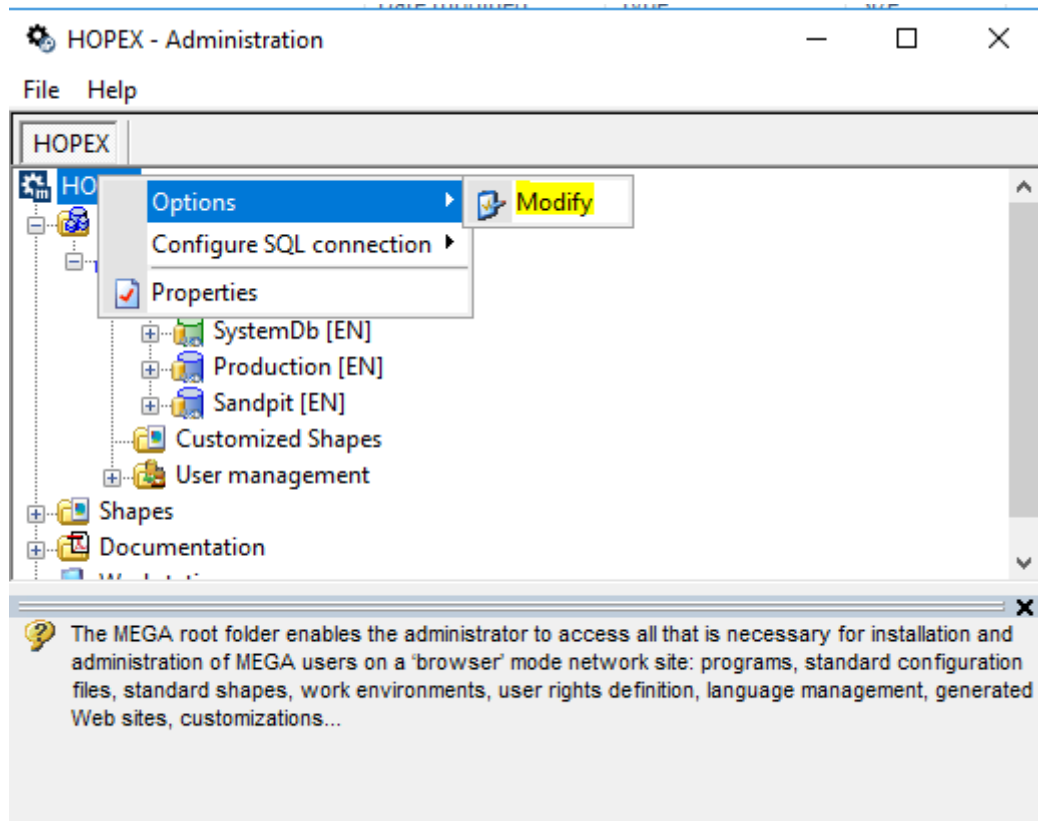 HOPEX - Administration
File Help
HOPEX
HO
Options
Modify
Configure SQL connection
Properties
SystemDb [EN]
Production [EN]
Sandpit [EN]
Customized Shapes
User management
Shapes
Documentation
The MEGA root folder enables the administrator to access all that is necessary for installation and
administration of MEGA users on a 'browser' mode network site: programs, standard configuration
files, standard shapes, work environments, user rights definition, language management, generated
Web sites, customizations...